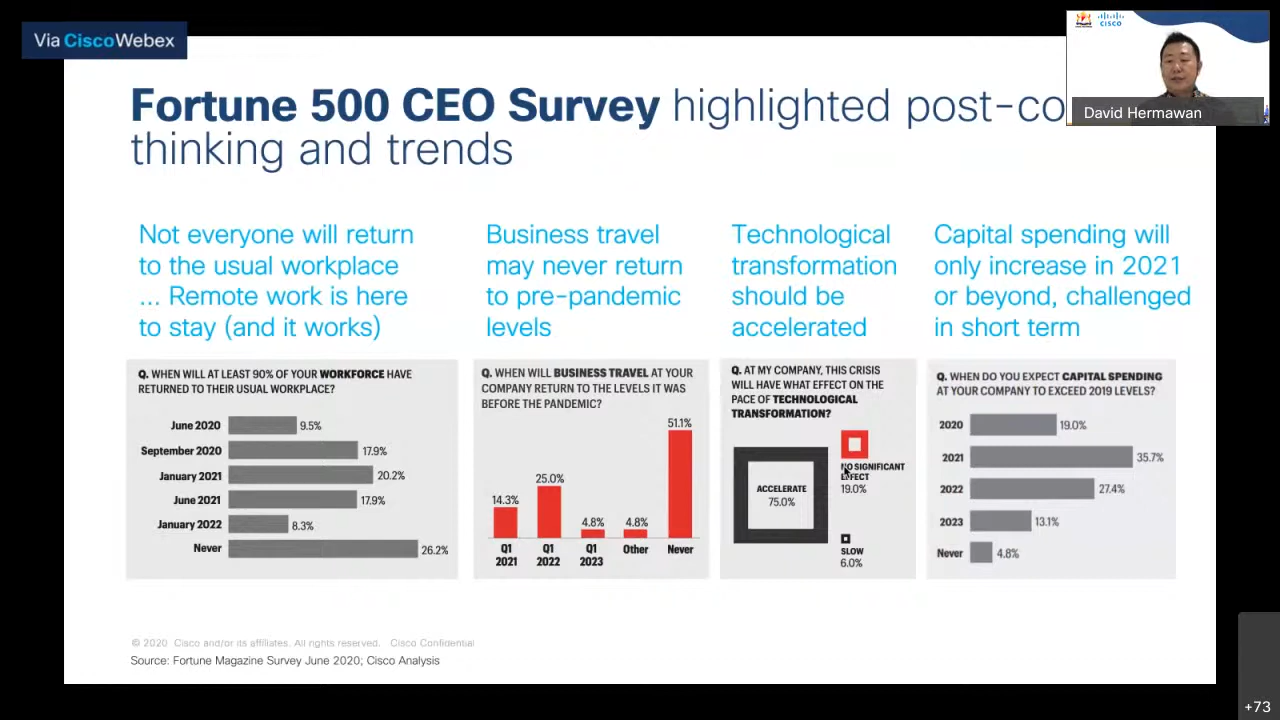 Via CiscoWebex
CISCO
David Hermawan
Fortune 500 CEO Survey highlighted post-co
thinking and trends
Not everyone will return
to the usual workplace
... Remote work is here
to stay (and it works)
Q. WHEN WILL AT LEAST 90% OF YOUR WORKFORCE HAVE
RETURNED TO THEIR USUAL WORKPLACE?
June 2020 9.5%
September 2020 17.9%
January 2021 20.2%
June 2021 17.9%
January 2022 8.3%
Never 26.2%
Business travel
may never return
to pre-pandemic
levels
Q. WHEN WILL BUSINESS TRAVEL AT YOUR
COMPANY RETURN TO THE LEVELS IT WAS
BEFORE THE PANDEMIC?
14.3% 25.0% 4.8% 4.8% 51.1%
Q1 Q1 Q1 Other Never
2021 2022 2023
Technological
transformation
should be
accelerated
Q. AT MY COMPANY, THIS CRISIS
WILL HAVE WHAT EFFECT ON THE
PACE OF TECHNOLOGICAL
TRANSFORMATION?
ACCELERATE
75.0%
NO SIGNIFICANT
EFFECT
19.0%
SLOW
6.0%
Capital spending will
only increase in 2021
or beyond, challenged
in short term
Q. WHEN DO YOU EXPECT CAPITAL SPENDING
AT YOUR COMPANY TO EXCEED 2019 LEVELS?
2020 19.0%
2021 35.7%
2022 27.4%
2023 13.1%
Never 4.8%
© 2020 Cisco and/or its affiliates. All rights reserved. Cisco Confidential
Source: Fortune Magazine Survey June 2020; Cisco Analysis
+73